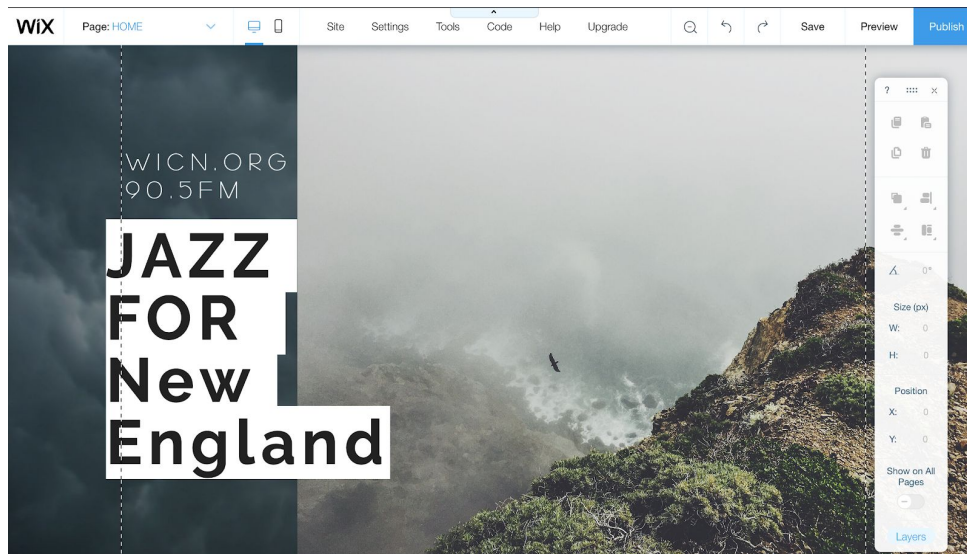 WiX
Page: HOME
Site
Settings
Tools
Code
Help
Upgrade
Save
Preview
Publish
WICN.ORG
90.5FM
JAZZ
FOR
New
England
?
0°
Size (px)
W: 0
H: 0
Position
X: 0
Y: 0
Show on All
Pages
Layers